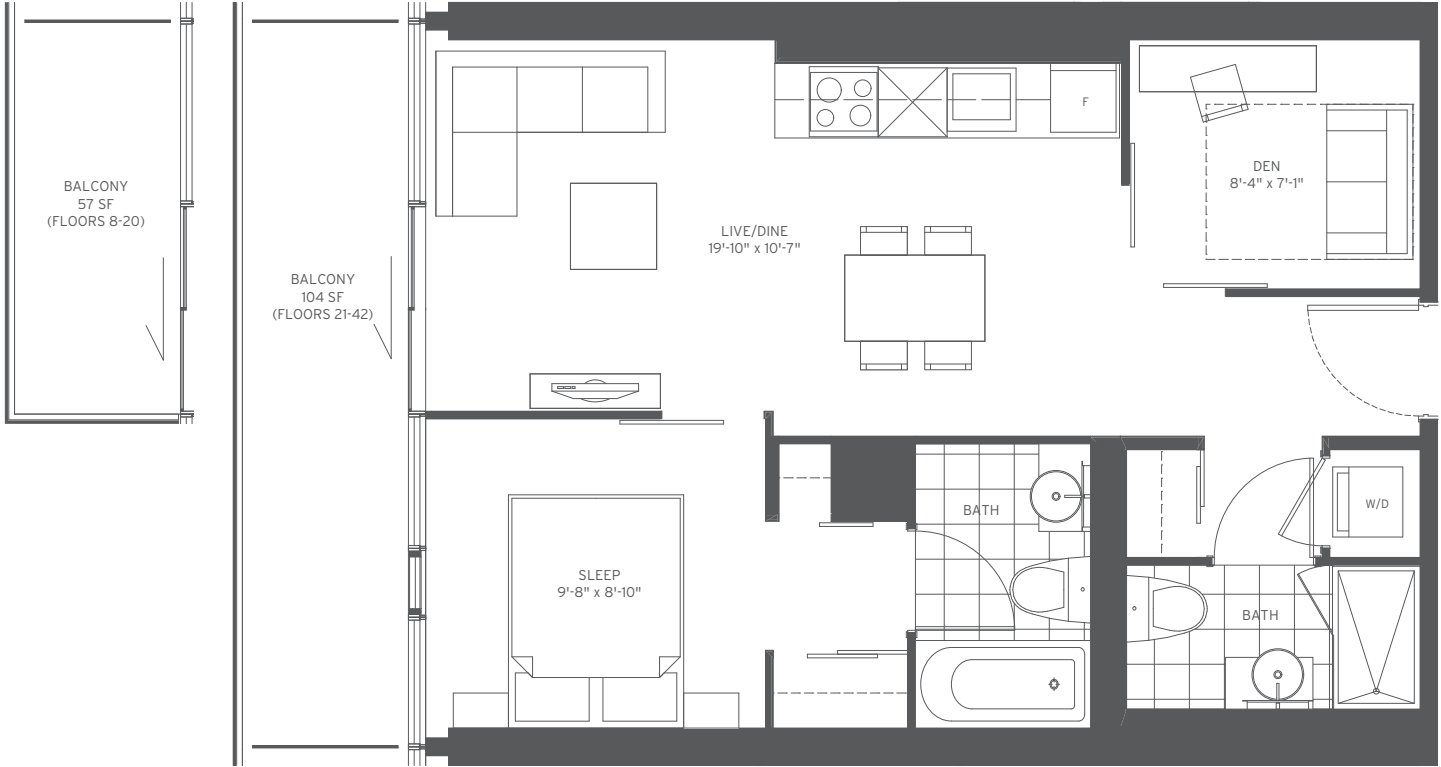 BALCONY
57 SF
(FLOORS 8-20)
BALCONY
104 SF
(FLOORS 21-42)
LIVE/DINE
19'-10" x 10'-7"
F
DEN
8'-4" x 7'-1"
SLEEP
9'-8" x 8'-10"
BATH
W/D
BATH